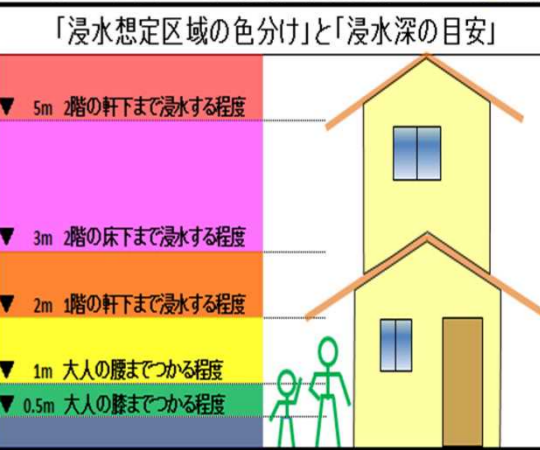 「浸水想定区域の色分け」と「浸水深の目安」
▼ 5m 2階の軒下まで浸水する程度
▼ 3m 2階の床下まで浸水する程度
▼ 2m 1階の軒下まで浸水する程度
▼ 1m 大人の腰までつかる程度
▼ 0.5m 大人の膝までつかる程度